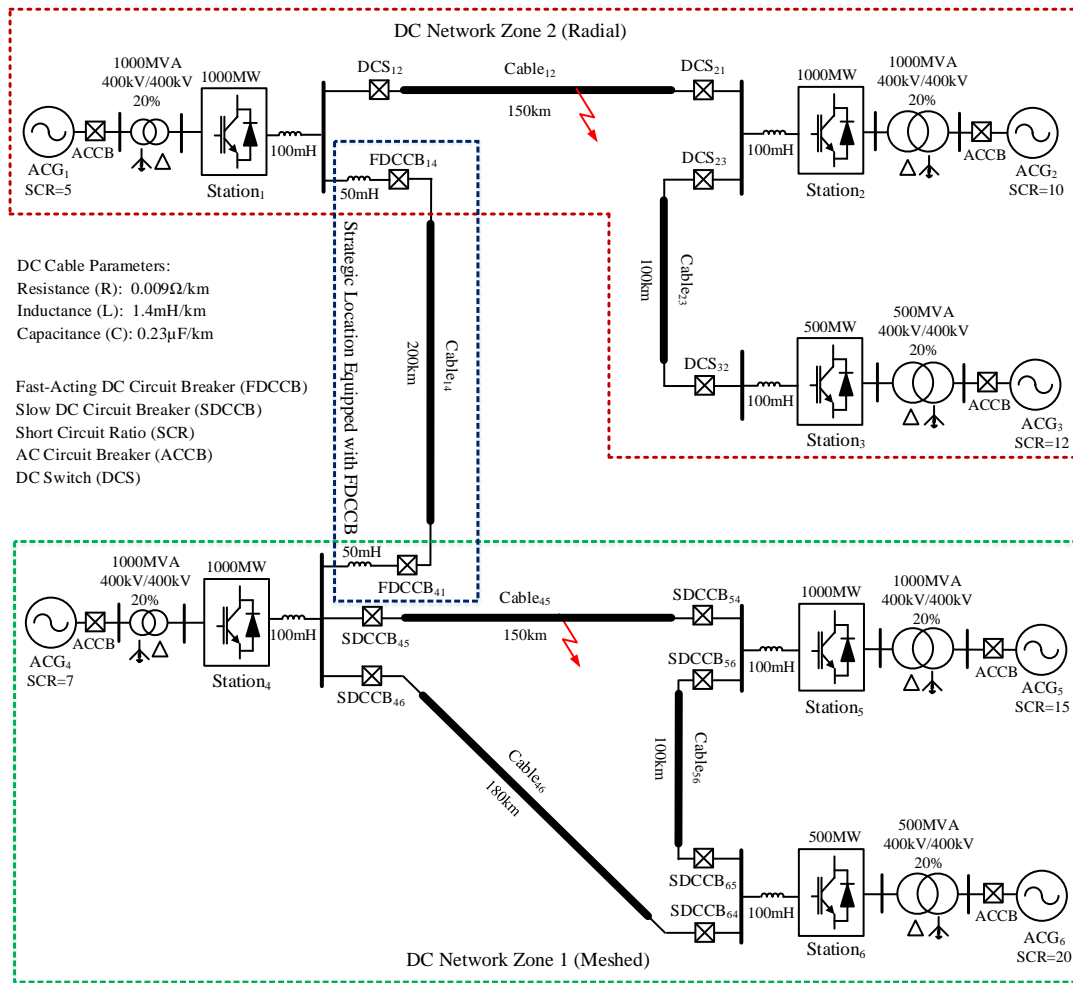 DC Network Zone 2 (Radial)
1000MVA
400kV/400kV
20%
1000MW
DCS12
Cable12
150km
DCS21
1000MW
1000MVA
400kV/400kV
20%
ACG1
SCR=5
ACCB
Station1
100mH
FDCCB14
50mH
DCS23
100mH
Station2
ACCB
ACG2
SCR=10
Strategic Location Equipped with FDCCB
Cable14
200km
Cable23
100km
DC Cable Parameters:
Resistance (R): 0.009Ω/km
Inductance (L): 1.4mH/km
Capacitance (C): 0.23μF/km
Fast-Acting DC Circuit Breaker (FDCCB)
Slow DC Circuit Breaker (SDCCB)
Short Circuit Ratio (SCR)
AC Circuit Breaker (ACCB)
DC Switch (DCS)
DCS32
100mH
500MW
500MVA
400kV/400kV
20%
Station3
ACCB
ACG3
SCR=12
1000MVA
400kV/400kV
20%
1000MW
50mH
FDCCB41
Cable45
150km
SDCCB54
1000MW
1000MVA
400kV/400kV
20%
ACG4
SCR=7
ACCB
Station4
100mH
SDCCB45
SDCCB46
SDCCB56
100mH
Station5
ACCB
ACG5
SCR=15
Cable46
180km
Cable56
100km
SDCCB65
SDCCB64
100mH
500MW
500MVA
400kV/400kV
20%
Station6
ACCB
ACG6
SCR=20
DC Network Zone 1 (Meshed)